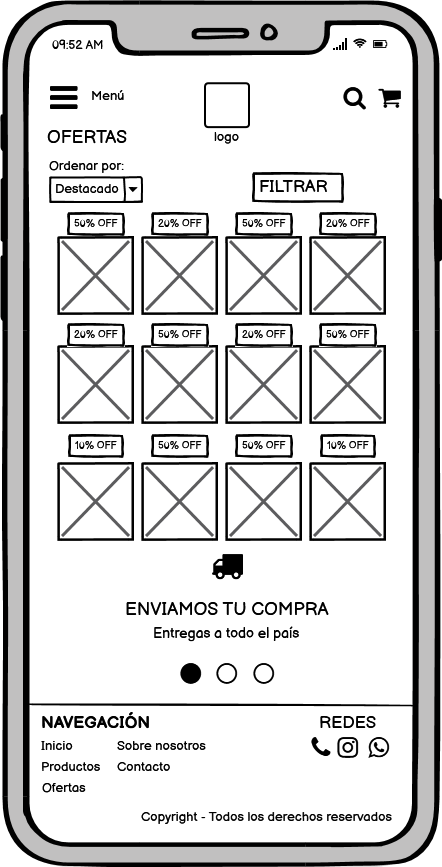 09:52 AM
Menú
logo
OFERTAS
Ordenar por:
Destacado
FILTRAR
50% OFF 20% OFF 50% OFF 20% OFF
20% OFF 50% OFF 20% OFF 50% OFF
10% OFF 50% OFF 50% OFF 10% OFF
ENVIAMOS TU COMPRA
Entregas a todo el país
NAVEGACIÓN
Inicio Sobre nosotros
Productos Contacto
Ofertas
REDES
Copyright - Todos los derechos reservados